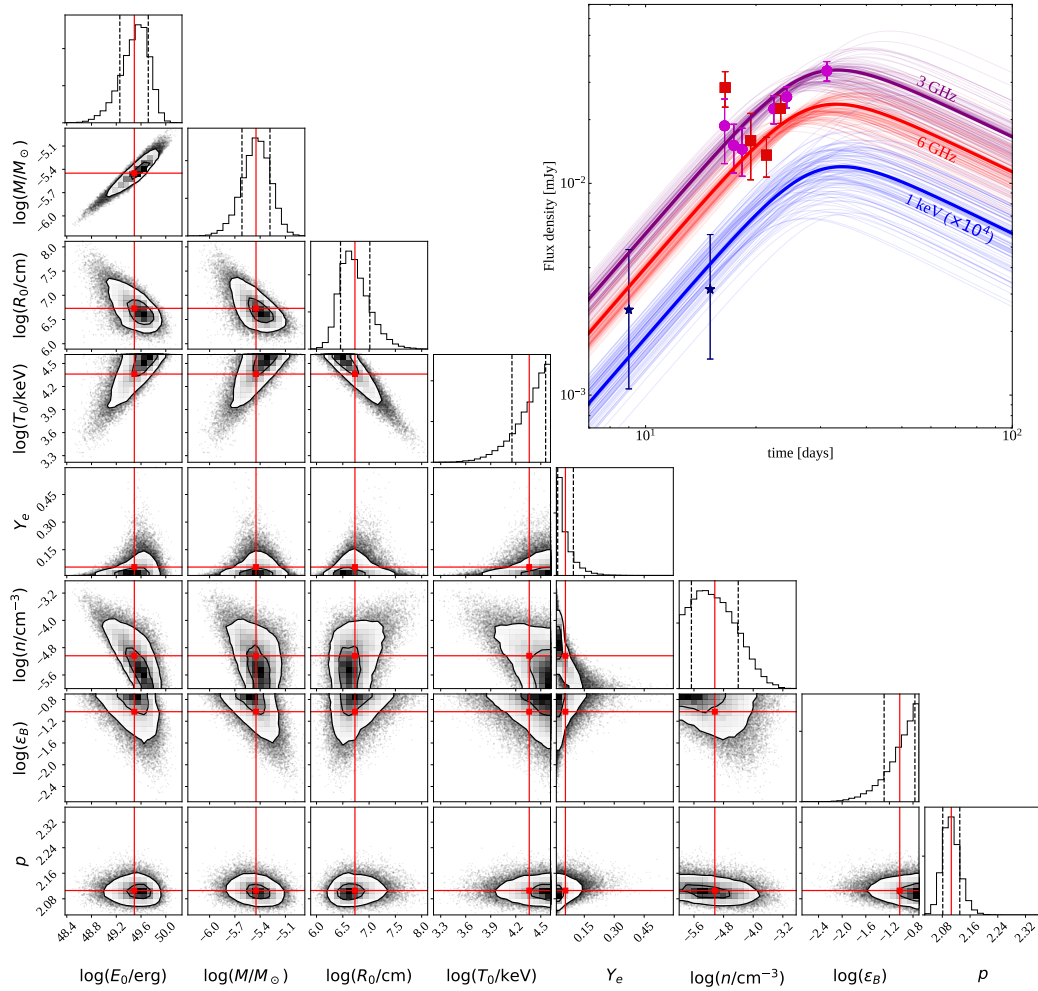 3 GHz
6 GHz
1 keV (×10⁴)
Flux density [mJy]
10⁻²
10⁻³
10¹
10²
time [days]
log(M/M⊙)
−5.1
−5.4
−5.7
−6.0
log(R₀/cm)
8.0
7.5
7.0
6.5
6.0
log(T₀/keV)
4.5
4.2
3.9
3.6
3.3
Yₑ
0.45
0.30
0.15
log(n/cm⁻³)
−3.2
−4.0
−4.8
−5.6
log(ε_B)
−0.8
−1.2
−1.6
−2.0
−2.4
p
2.32
2.24
2.16
2.08
48.4 48.8 49.2 49.6 50.0
−6.0 −5.7 −5.4 −5.1
6.0 6.5 7.0 7.5 8.0
3.3 3.6 3.9 4.2 4.5
0.15 0.30 0.45
−5.6 −4.8 −4.0 −3.2
−2.4 −2.0 −1.6 −1.2 −0.8
2.08 2.16 2.24 2.32
log(E₀/erg)
log(M/M⊙)
log(R₀/cm)
log(T₀/keV)
Yₑ
log(n/cm⁻³)
log(ε_B)
p